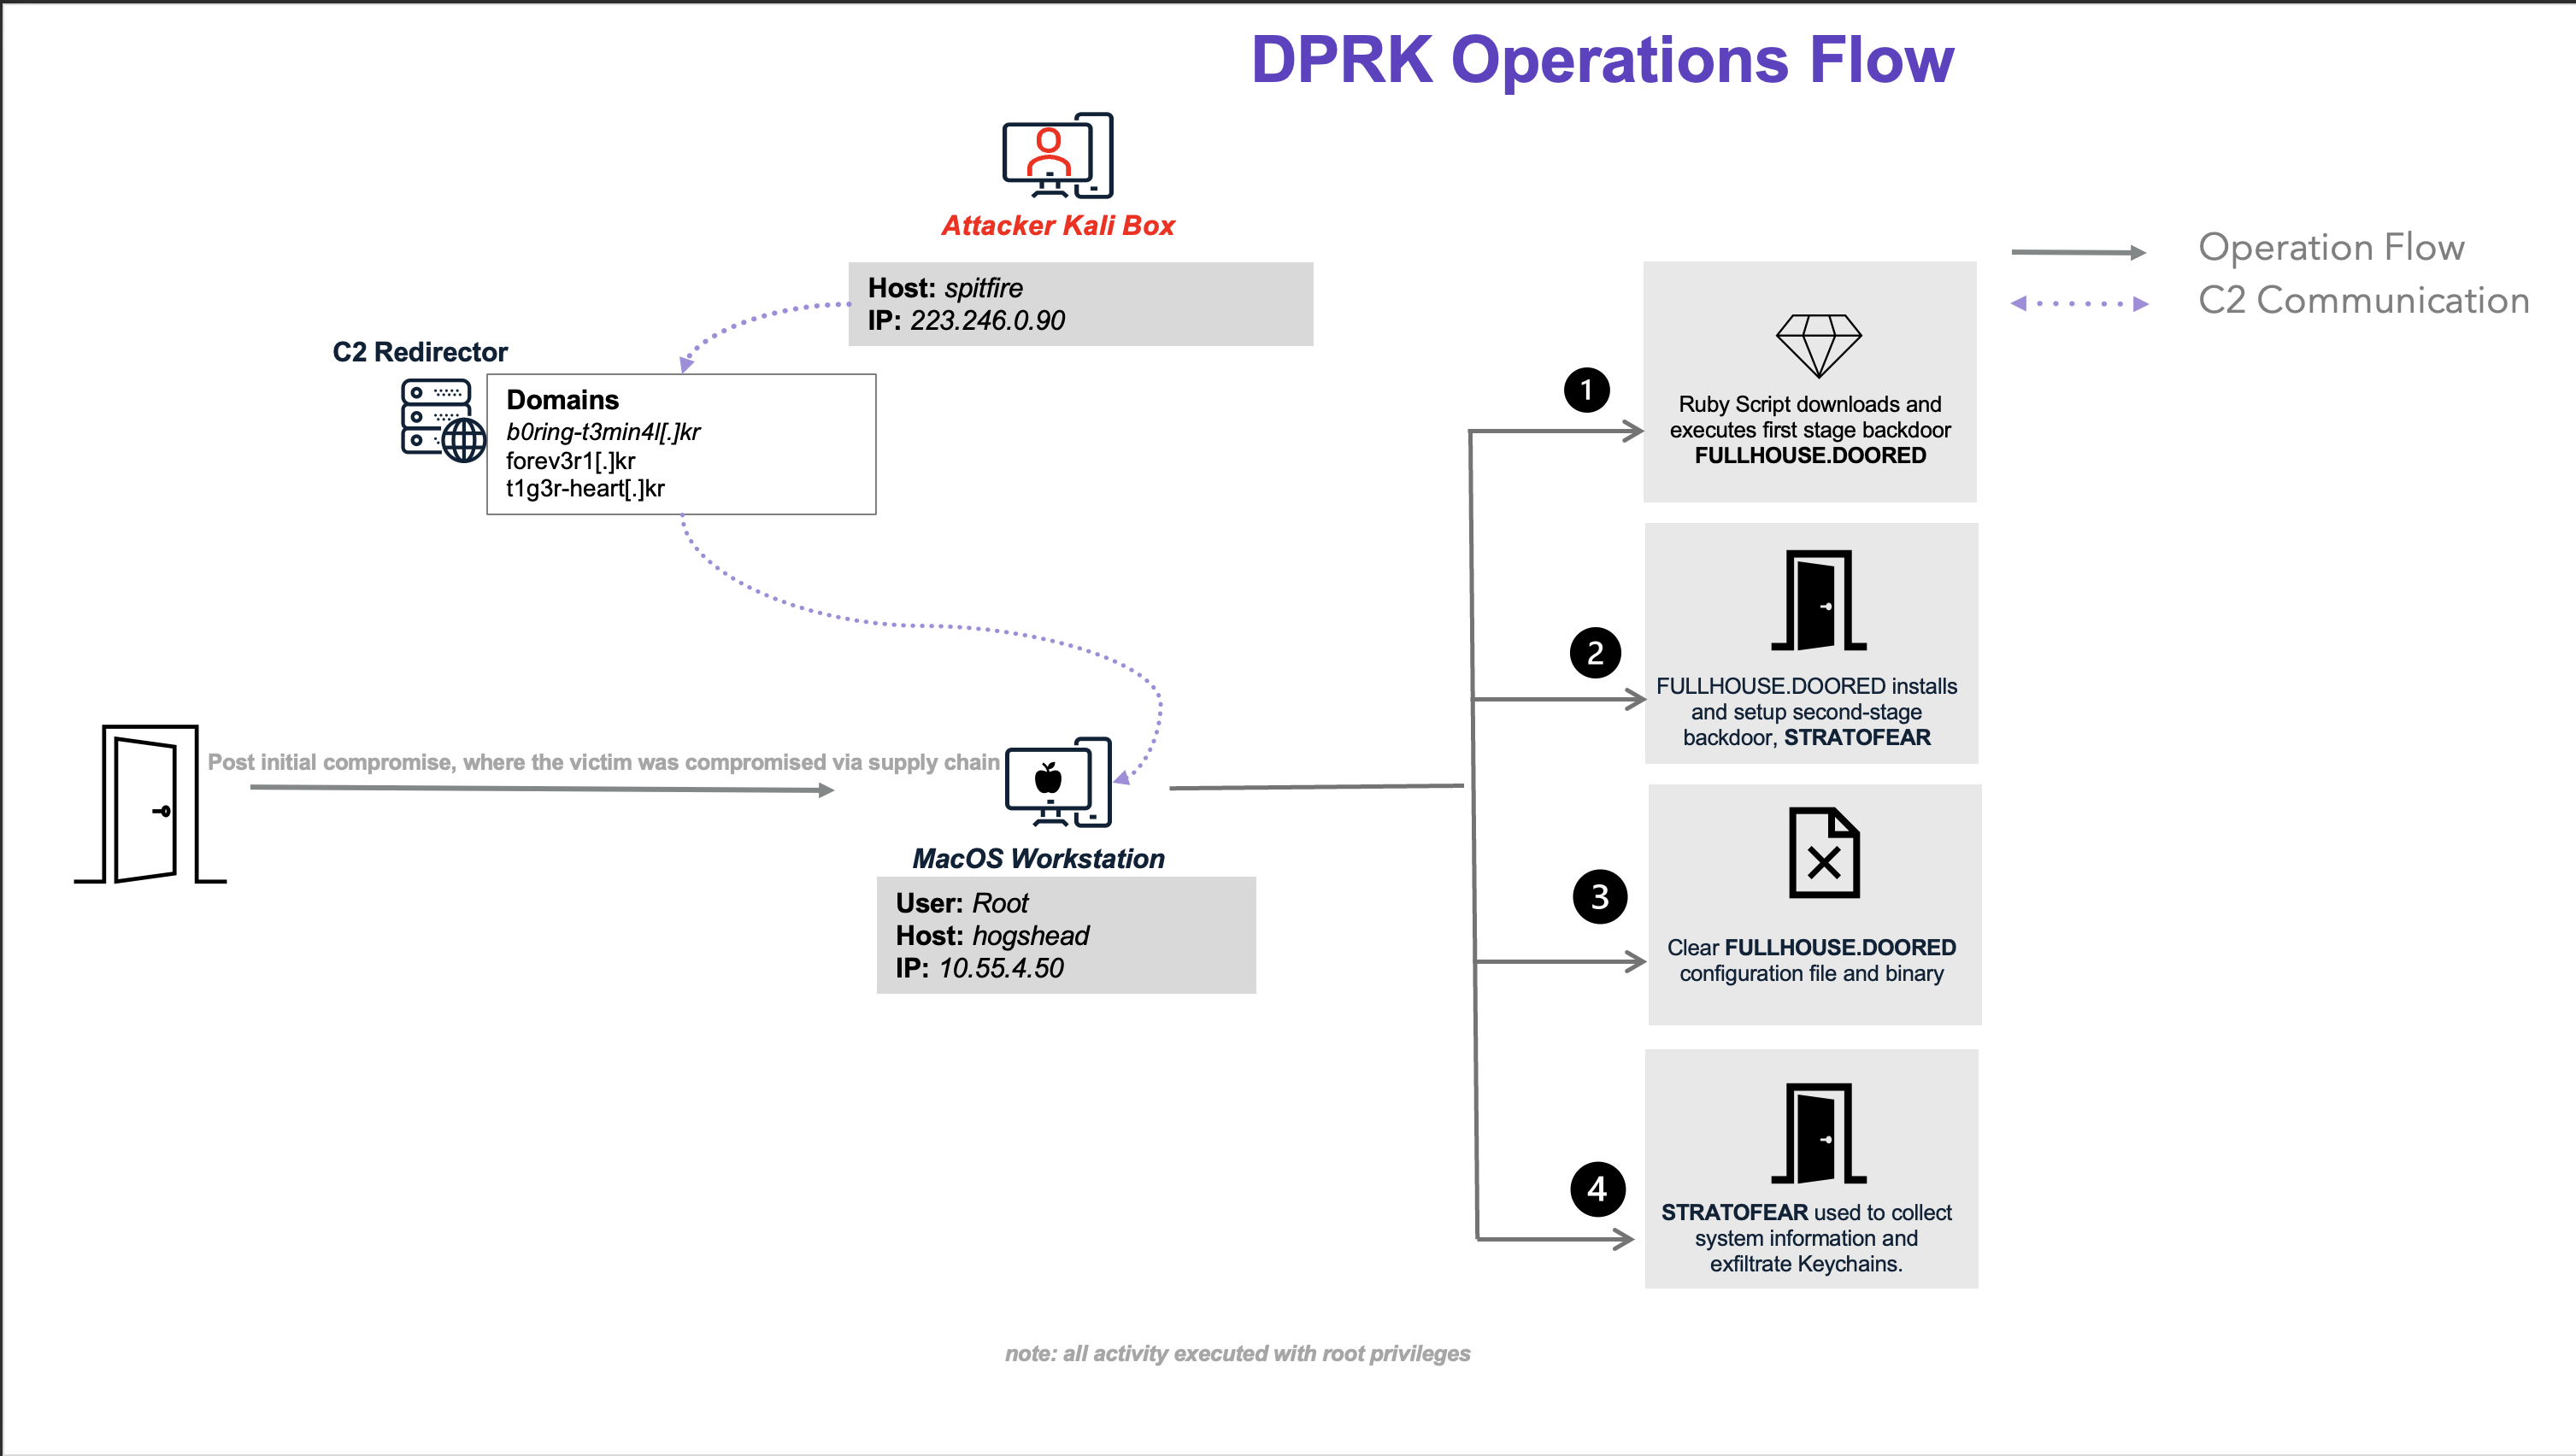 DPRK Operations Flow
Attacker Kali Box
Host: spitfire
IP: 223.246.0.90
Operation Flow
C2 Communication
C2 Redirector
Domains
b0ring-t3min4l[.]kr
forev3r1[.]kr
t1g3r-heart[.]kr
Post initial compromise, where the victim was compromised via supply chain
MacOS Workstation
User: Root
Host: hogshead
IP: 10.55.4.50
1
Ruby Script downloads and
executes first stage backdoor
FULLHOUSE.DOORED
2
FULLHOUSE.DOORED installs
and setup second-stage
backdoor, STRATOFEAR
3
Clear FULLHOUSE.DOORED
configuration file and binary
4
STRATOFEAR used to collect
system information and
exfiltrate Keychains.
note: all activity executed with root privileges